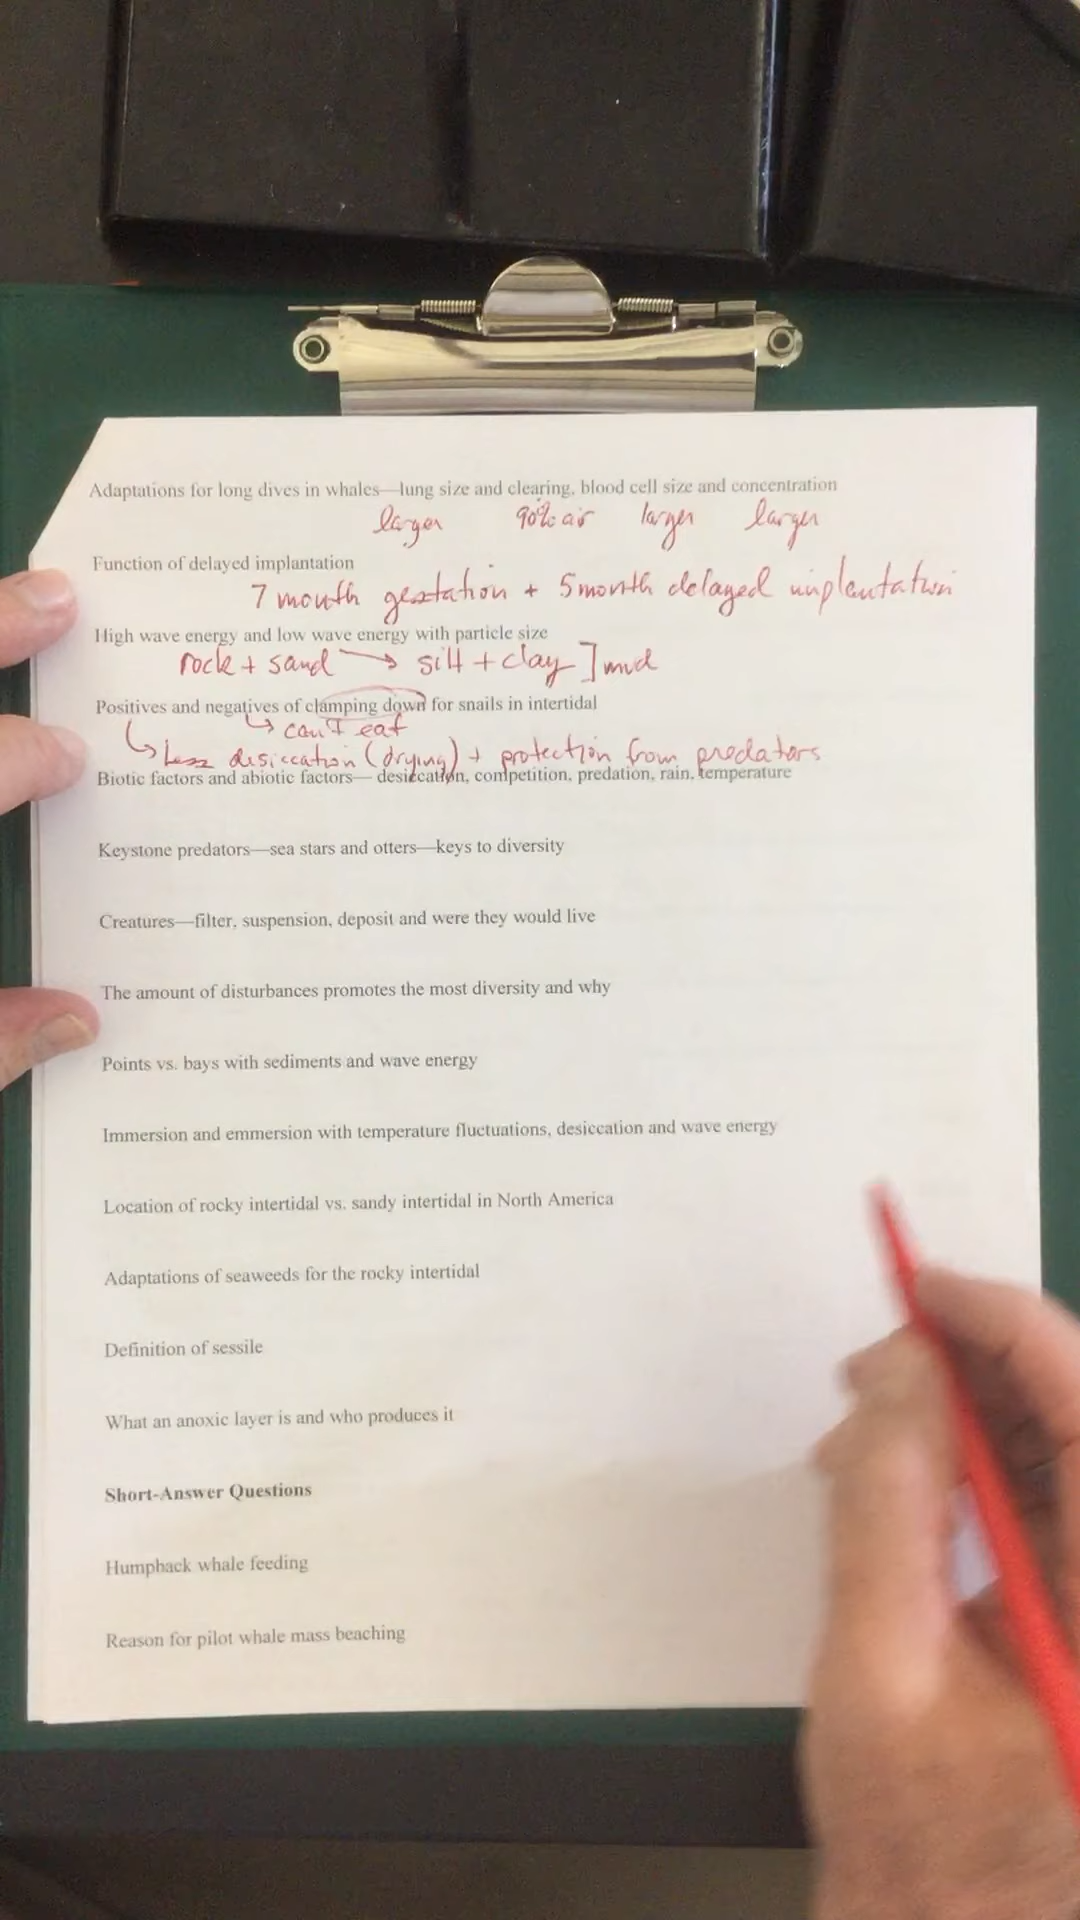 Adaptations for long dives in whales—lung size and clearing, blood cell size and concentration
larger 90% air larger larger
Function of delayed implantation
7 month gestation + 5 month delayed implantation
High wave energy and low wave energy with particle size
rock + sand → silt + clay ] mud
Positives and negatives of clamping down for snails in intertidal
↳ can't eat
↳ Less desiccation (drying) + protection from predators
Biotic factors and abiotic factors— desiccation, competition, predation, rain, temperature
Keystone predators—sea stars and otters—keys to diversity
Creatures—filter, suspension, deposit and were they would live
The amount of disturbances promotes the most diversity and why
Points vs. bays with sediments and wave energy
Immersion and emmersion with temperature fluctuations, desiccation and wave energy
Location of rocky intertidal vs. sandy intertidal in North America
Adaptations of seaweeds for the rocky intertidal
Definition of sessile
What an anoxic layer is and who produces it
Short-Answer Questions
Humpback whale feeding
Reason for pilot whale mass beaching